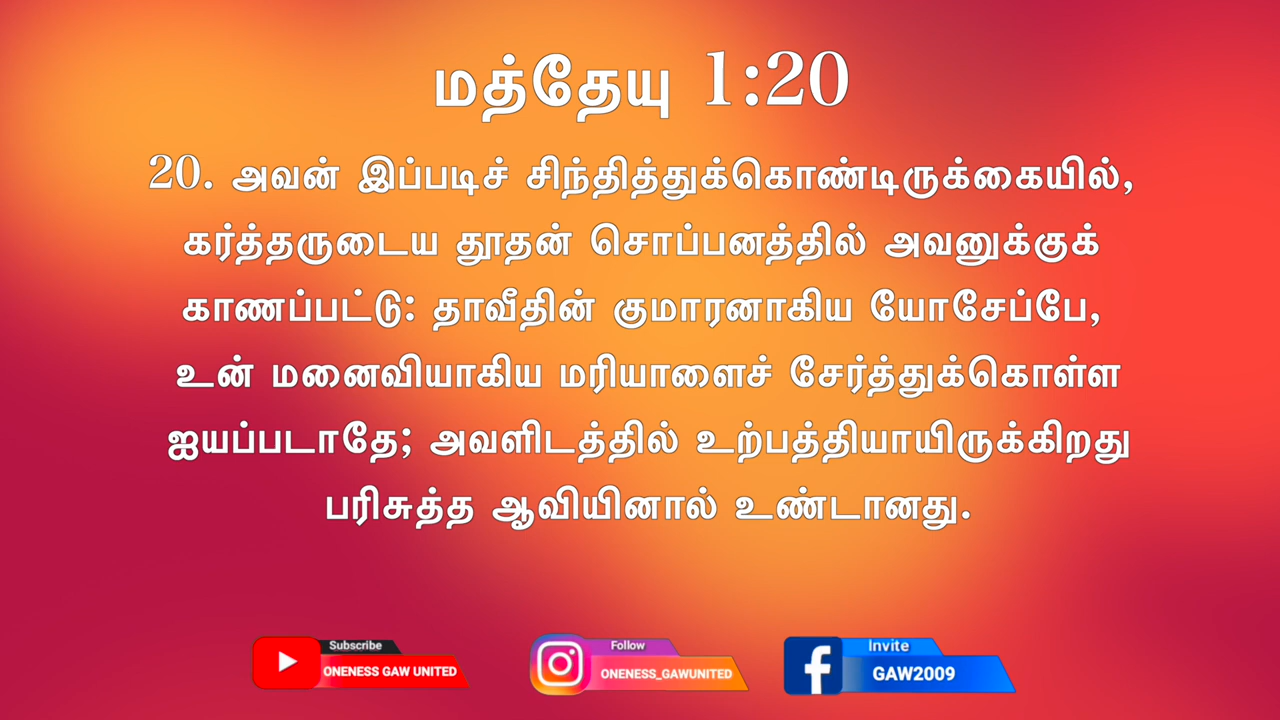 மத்தேயு 1:20
20. அவன் இப்படிச் சிந்தித்துக்கொண்டிருக்கையில்,
கர்த்தருடைய தூதன் சொப்பனத்தில் அவனுக்குக்
காணப்பட்டு: தாவீதின் குமாரனாகிய யோசேப்பே,
உன் மனைவியாகிய மரியாளைச் சேர்த்துக்கொள்ள
ஐயப்படாதே; அவளிடத்தில் உற்பத்தியாயிருக்கிறது
பரிசுத்த ஆவியினால் உண்டானது.
Subscribe
ONENESS GAW UNITED
Follow
ONENESS_GAWUNITED
Invite
GAW2009